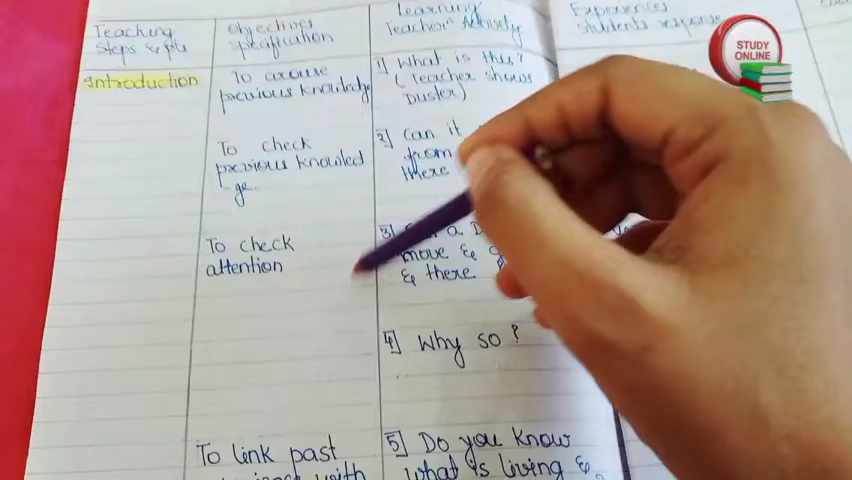 Teaching
Steps & pts
Objectives
specification
Learning
Teacher's Activity
Experiences
students response
STUDY
ONLINE
Introduction
To arouse
previous knowledge
To check
previous knowled
ge
To check
attention
To link past
with
1] What is this?
(Teacher shows
Duster)
2] Can it
from
there
3] a
move &
& there
4] Why so?
5] Do you know
what is living &